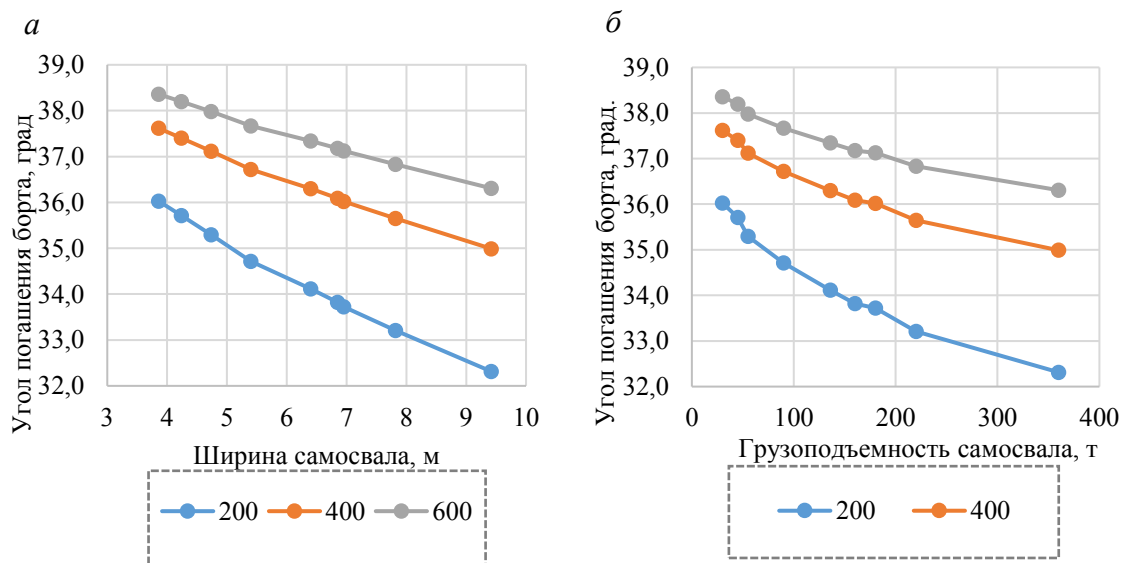 а
Угол погашения борта, град
39,0
38,0
37,0
36,0
35,0
34,0
33,0
32,0
3 4 5 6 7 8 9 10
Ширина самосвала, м
200 400 600
б
Угол погашения борта, град.
39,0
38,0
37,0
36,0
35,0
34,0
33,0
32,0
0 100 200 300 400
Грузоподъемность самосвала, т
200 400